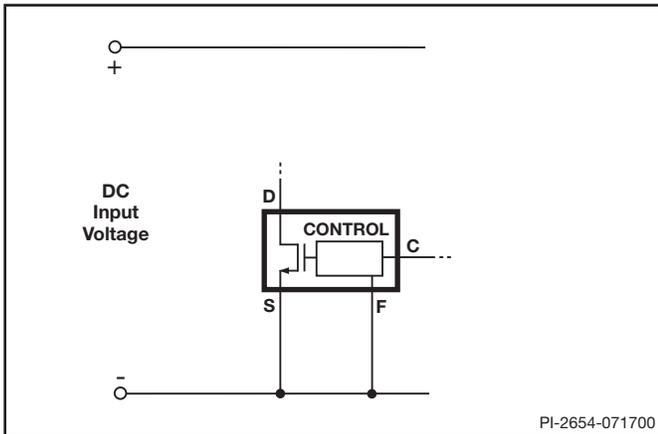 +
DC
Input
Voltage
D
CONTROL
C
S
F
-
PI-2654-071700